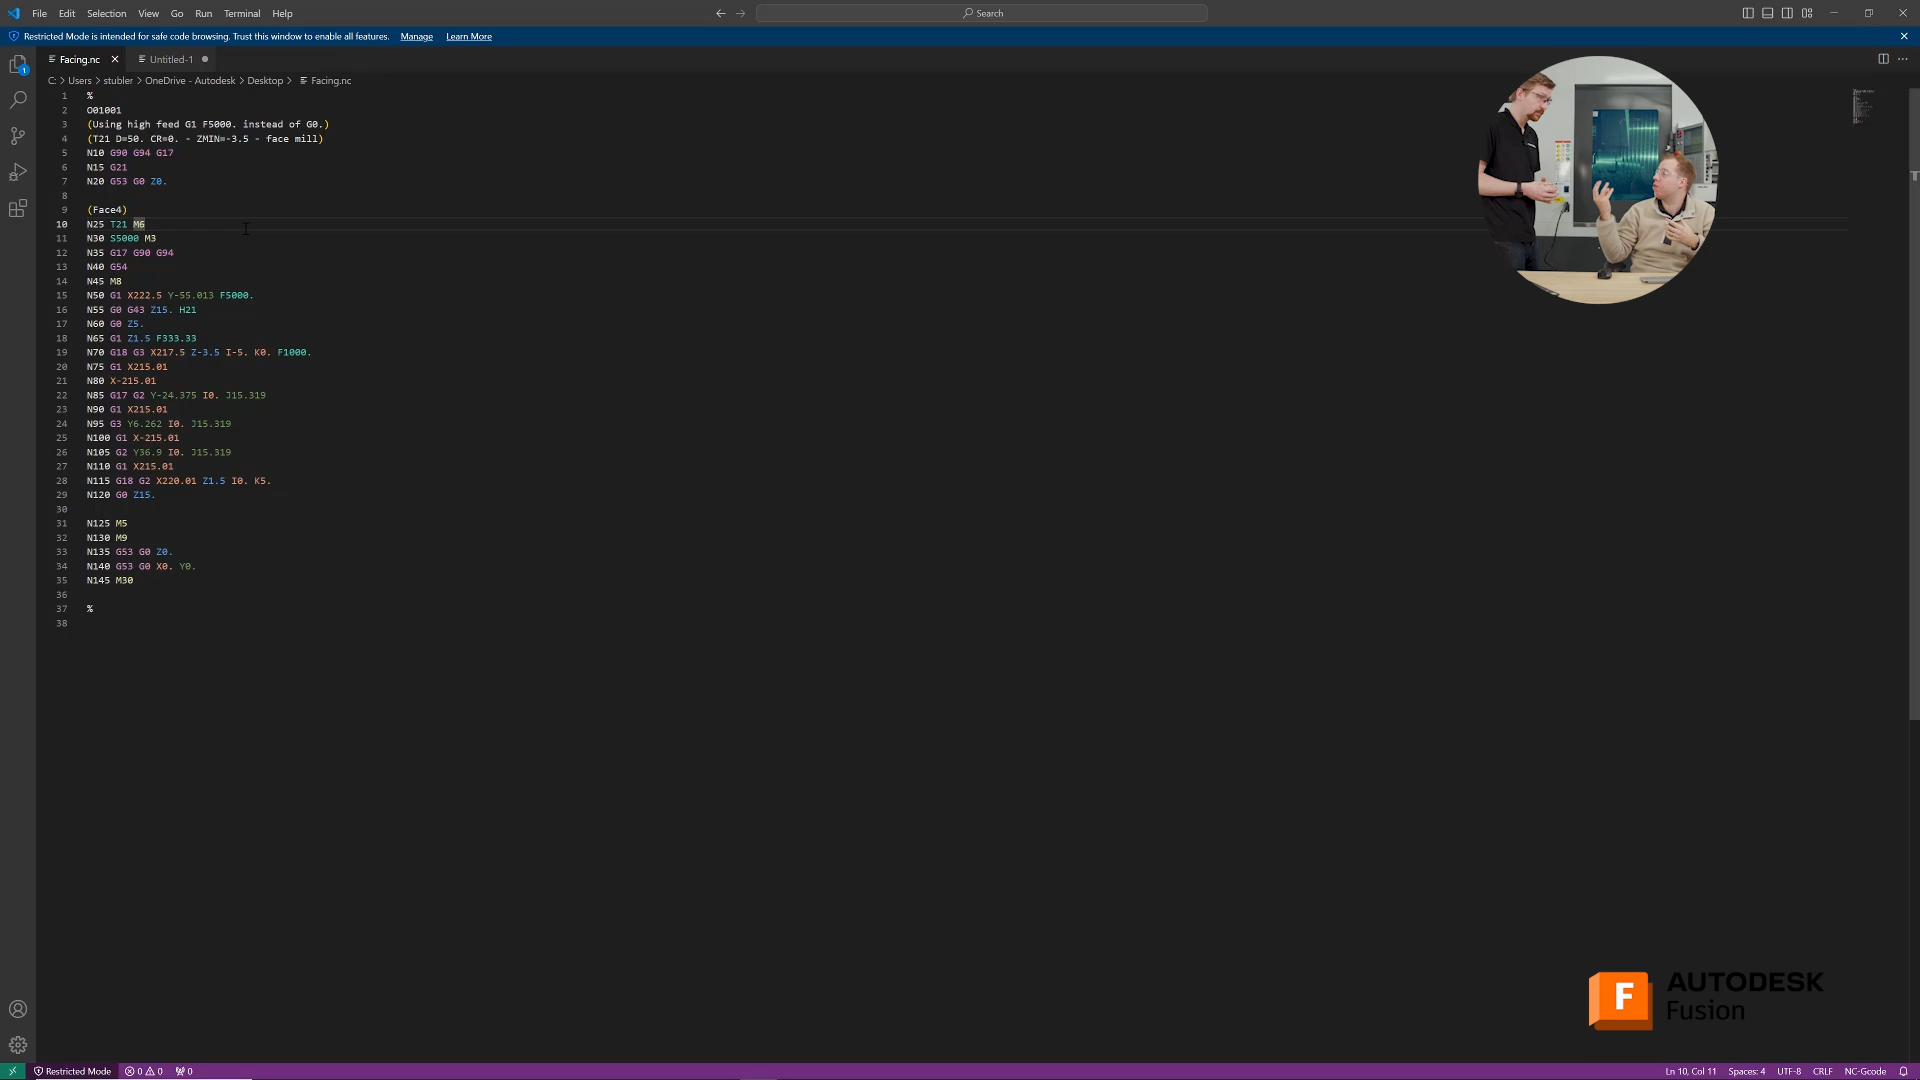 File Edit Selection View Go Run Terminal Help
Search
Restricted Mode is intended for safe code browsing. Trust this window to enable all features. Manage Learn More
Facing.nc Untitled-1
C: > Users > stubler > OneDrive - Autodesk > Desktop > Facing.nc
1 %
2 O01001
3 (Using high feed G1 F5000. instead of G0.)
4 (T21 D=50. CR=0. - ZMIN=-3.5 - face mill)
5 N10 G90 G94 G17
6 N15 G21
7 N20 G53 G0 Z0.
8
9 (Face4)
10 N25 T21 M6
11 N30 S5000 M3
12 N35 G17 G90 G94
13 N40 G54
14 N45 M8
15 N50 G1 X222.5 Y-55.013 F5000.
16 N55 G0 G43 Z15. H21
17 N60 G0 Z5.
18 N65 G1 Z1.5 F333.33
19 N70 G18 G3 X217.5 Z-3.5 I-5. K0. F1000.
20 N75 G1 X215.01
21 N80 X-215.01
22 N85 G17 G2 Y-24.375 I0. J15.319
23 N90 G1 X215.01
24 N95 G3 Y6.262 I0. J15.319
25 N100 G1 X-215.01
26 N105 G2 Y36.9 I0. J15.319
27 N110 G1 X215.01
28 N115 G18 G2 X220.01 Z1.5 I0. K5.
29 N120 G0 Z15.
30
31 N125 M5
32 N130 M9
33 N135 G53 G0 Z0.
34 N140 G53 G0 X0. Y0.
35 N145 M30
36
37 %
38
F
AUTODESK
Fusion
Restricted Mode 0 0 0 Ln 10, Col 11 Spaces: 4 UTF-8 CRLF NC-Gcode